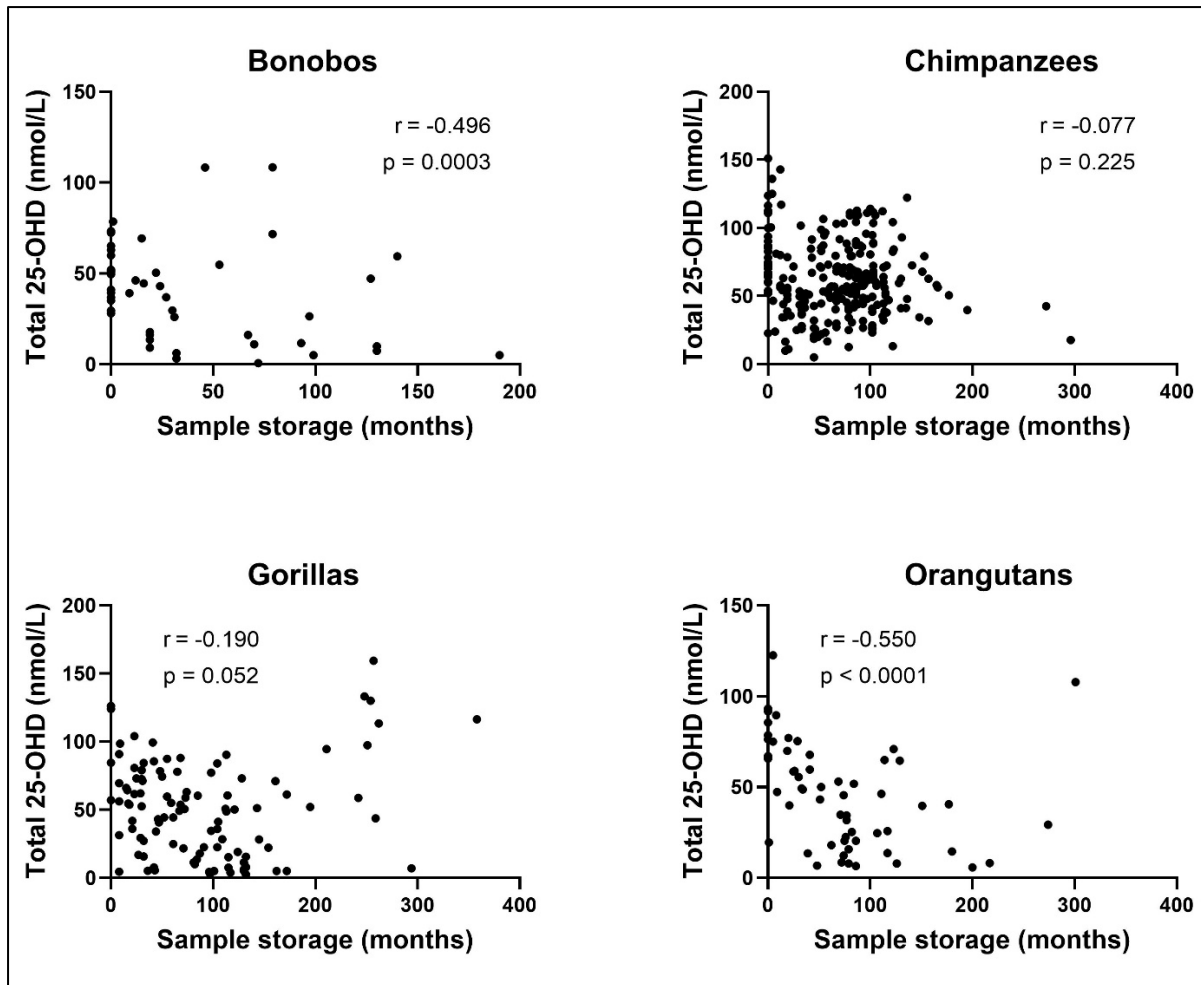 Bonobos
150
100
50
0
Total 25-OHD (nmol/L)
r = -0.496
p = 0.0003
0 50 100 150 200
Sample storage (months)
Chimpanzees
200
150
100
50
0
Total 25-OHD (nmol/L)
r = -0.077
p = 0.225
0 100 200 300 400
Sample storage (months)
Gorillas
200
150
100
50
0
Total 25-OHD (nmol/L)
r = -0.190
p = 0.052
0 100 200 300 400
Sample storage (months)
Orangutans
150
100
50
0
Total 25-OHD (nmol/L)
r = -0.550
p < 0.0001
0 100 200 300 400
Sample storage (months)